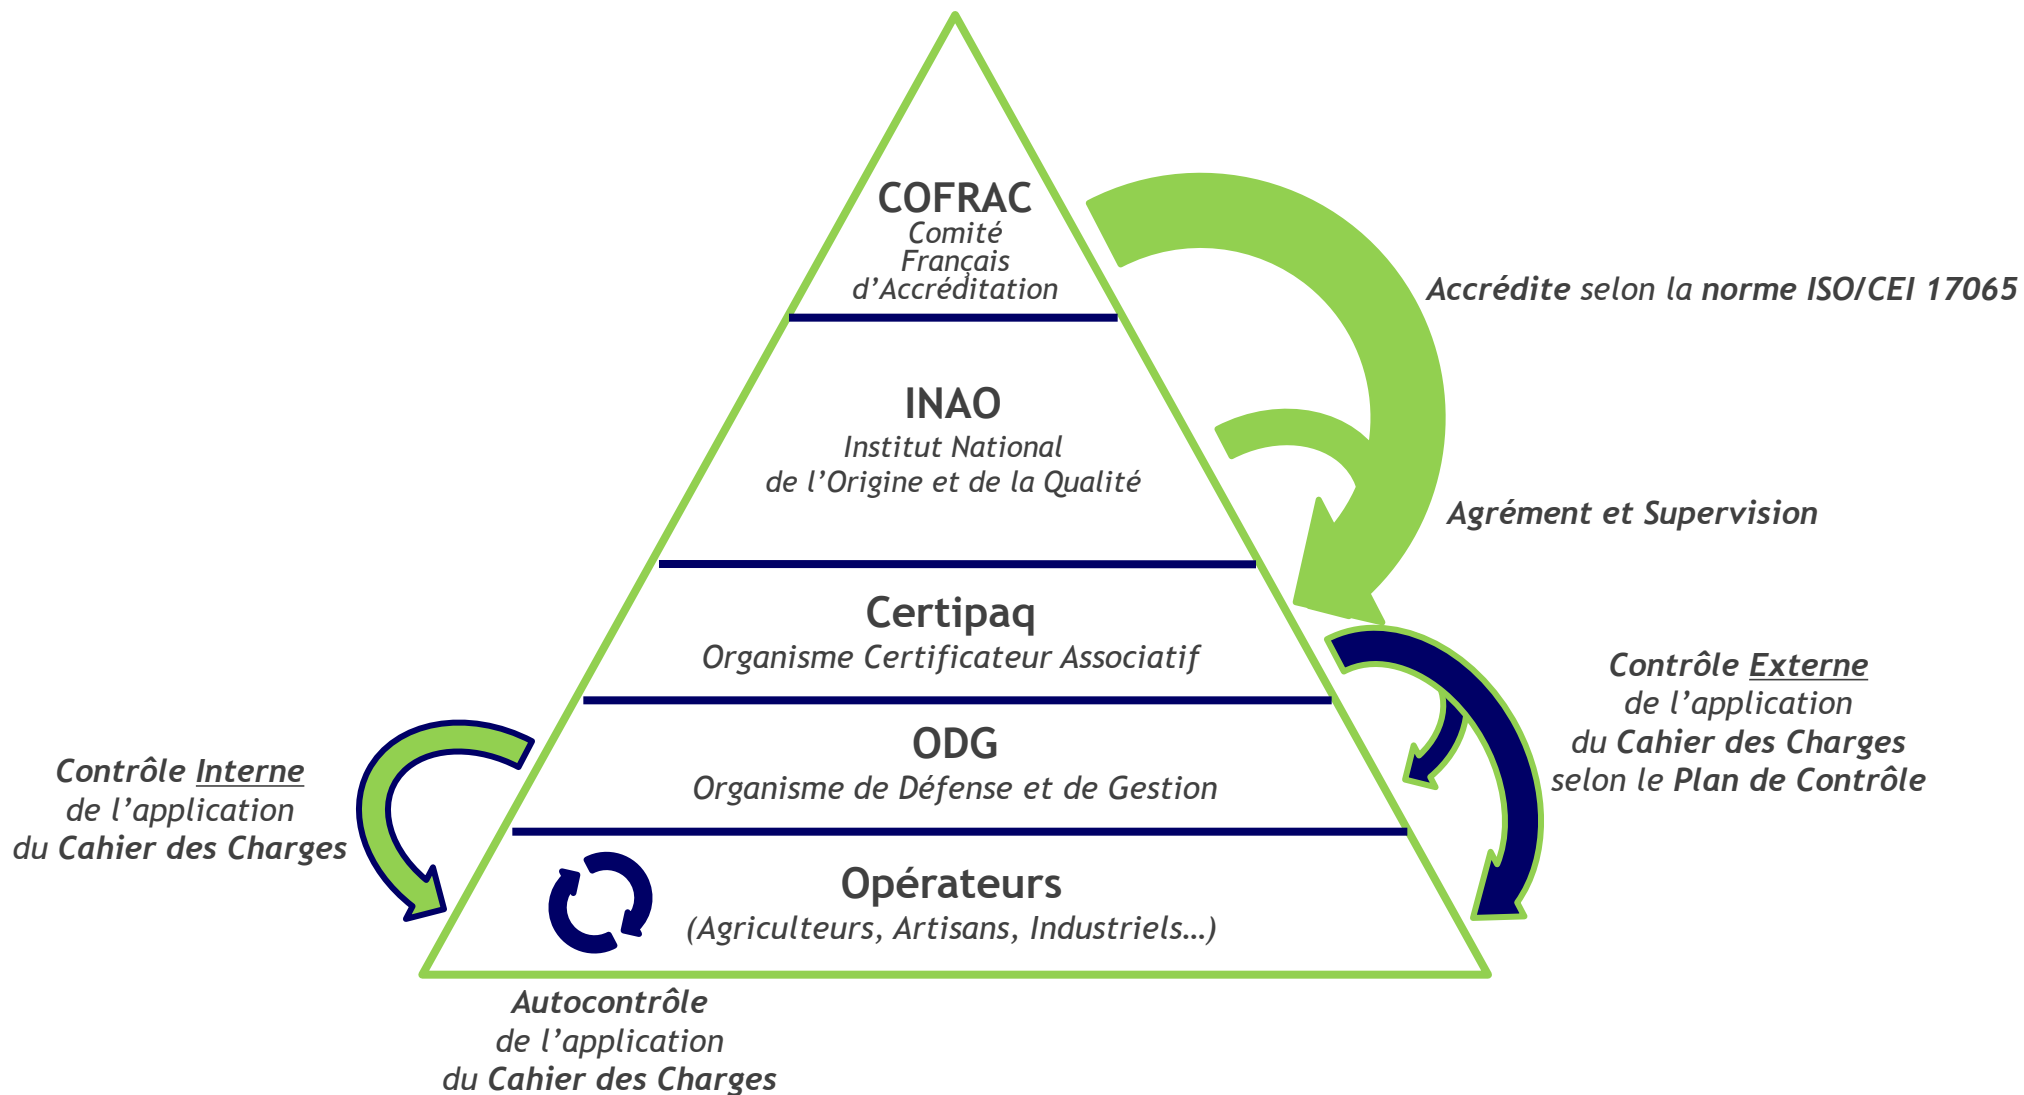 COFRAC
Comité
Français
d’Accréditation
Accrédite selon la norme ISO/CEI 17065
INAO
Institut National
de l’Origine et de la Qualité
Agrément et Supervision
Certipaq
Organisme Certificateur Associatif
Contrôle Externe
de l’application
du Cahier des Charges
selon le Plan de Contrôle
ODG
Organisme de Défense et de Gestion
Contrôle Interne
de l’application
du Cahier des Charges
Opérateurs
(Agriculteurs, Artisans, Industriels…)
Autocontrôle
de l’application
du Cahier des Charges